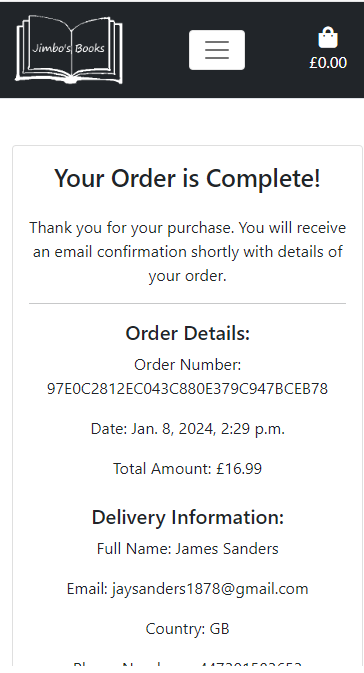 Jimbo's Books
£0.00
Your Order is Complete!
Thank you for your purchase. You will receive
an email confirmation shortly with details of
your order.
Order Details:
Order Number:
97E0C2812EC043C880E379C947BCEB78
Date: Jan. 8, 2024, 2:29 p.m.
Total Amount: £16.99
Delivery Information:
Full Name: James Sanders
Email: jaysanders1878@gmail.com
Country: GB